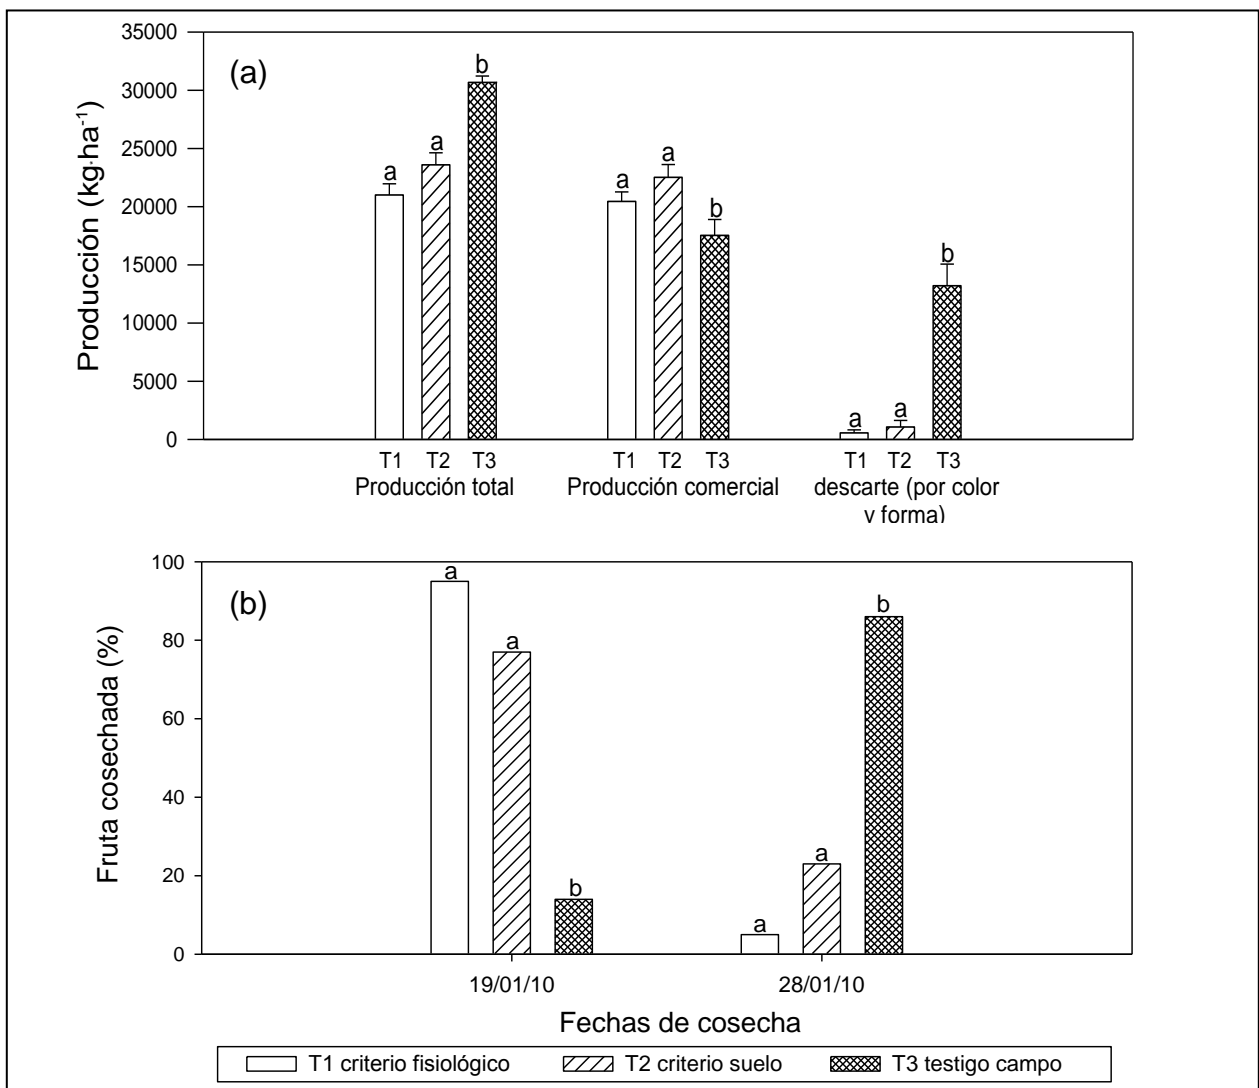 35000
(a)
b
30000
25000
a
a
a
a
20000
b
15000
b
10000
5000
a
a
0
Producción (kg·ha⁻¹)
T1 T2 T3 T1 T2 T3 T1 T2 T3
Producción total Producción comercial descarte (por color
y forma)
100
(b)
a
b
80
a
60
40
a
20
b
a
0
Fruta cosechada (%)
19/01/10 28/01/10
Fechas de cosecha
T1 criterio fisiológico T2 criterio suelo T3 testigo campo